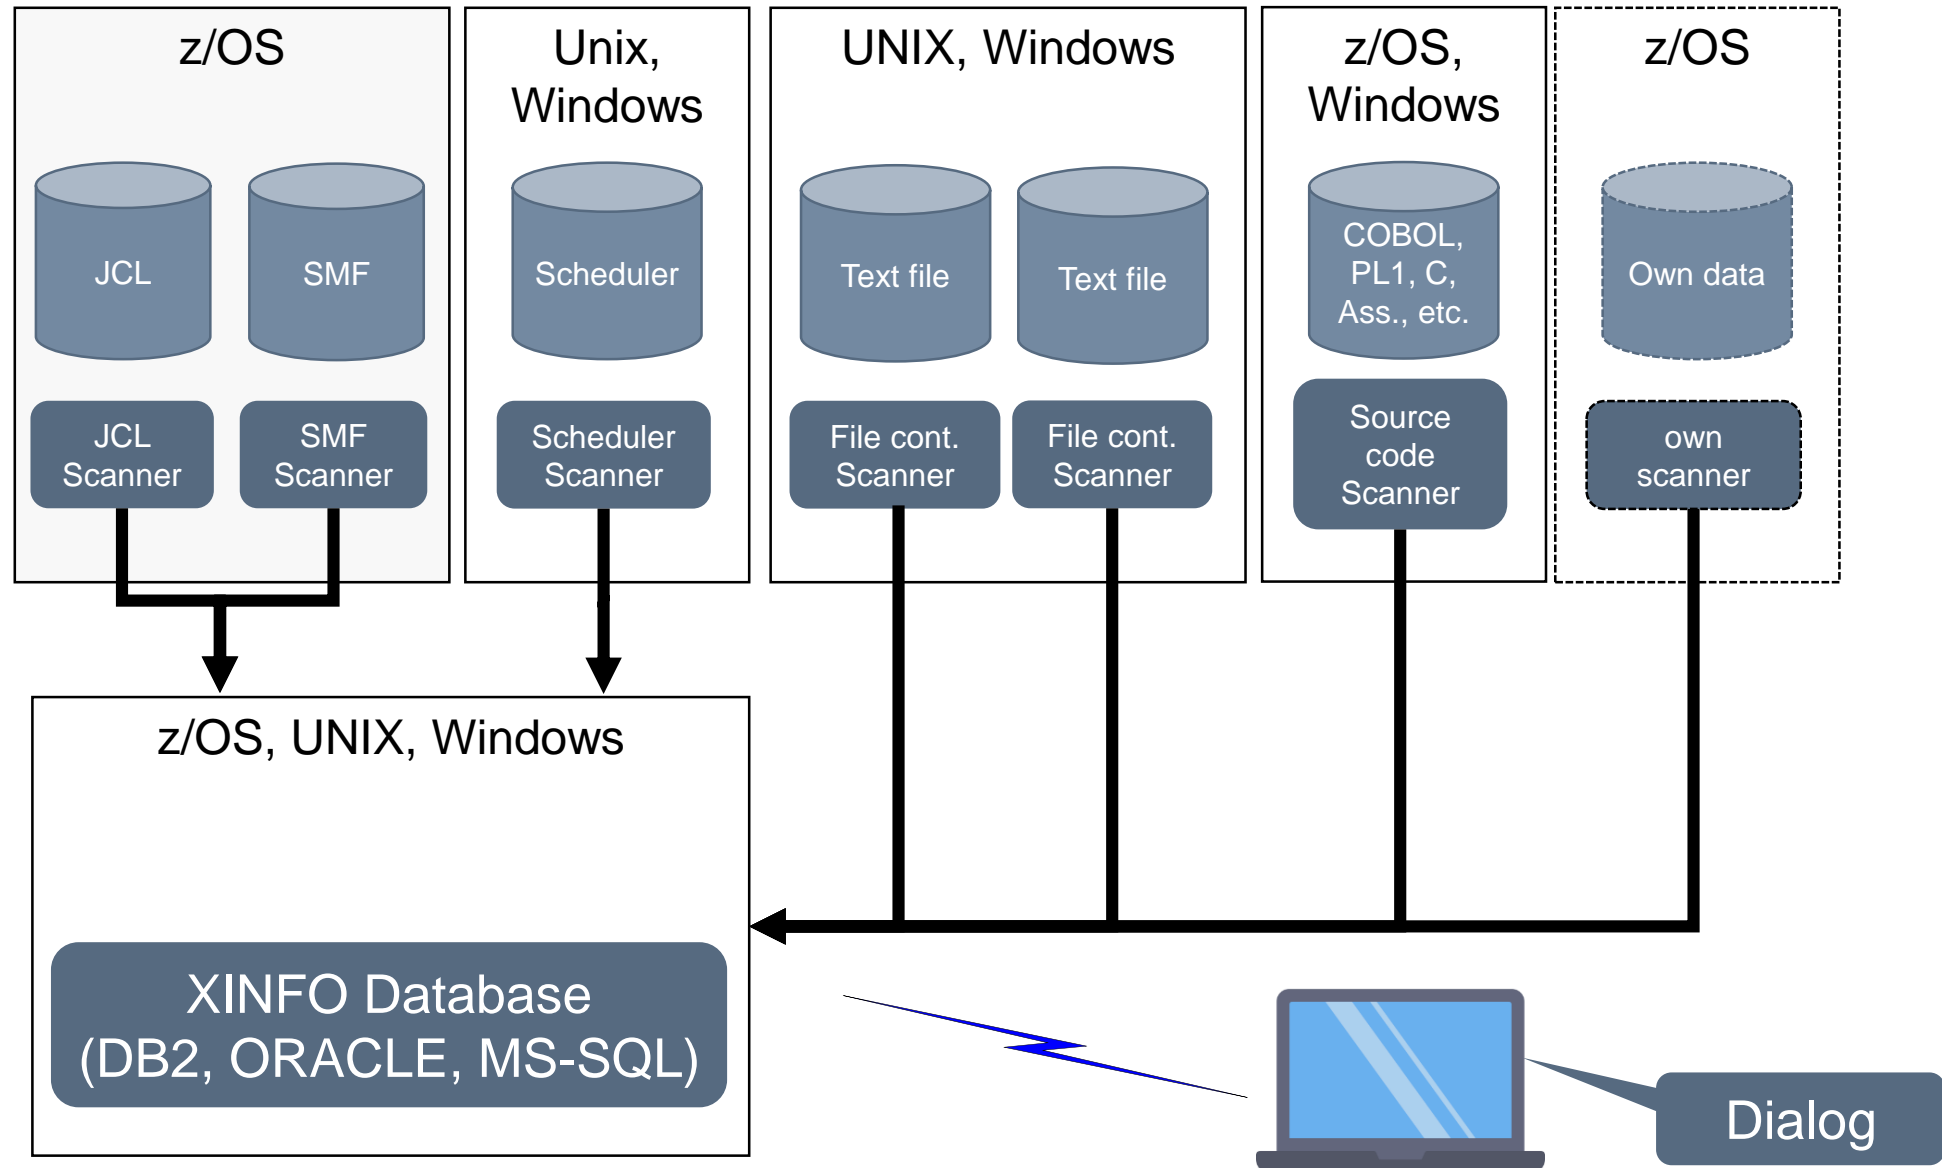 z/OS
JCL
SMF
JCL
Scanner
SMF
Scanner
Unix,
Windows
Scheduler
Scheduler
Scanner
UNIX, Windows
Text file
Text file
File cont.
Scanner
File cont.
Scanner
z/OS,
Windows
COBOL,
PL1, C,
Ass., etc.
Source
code
Scanner
z/OS
Own data
own
scanner
z/OS, UNIX, Windows
XINFO Database
(DB2, ORACLE, MS-SQL)
Dialog